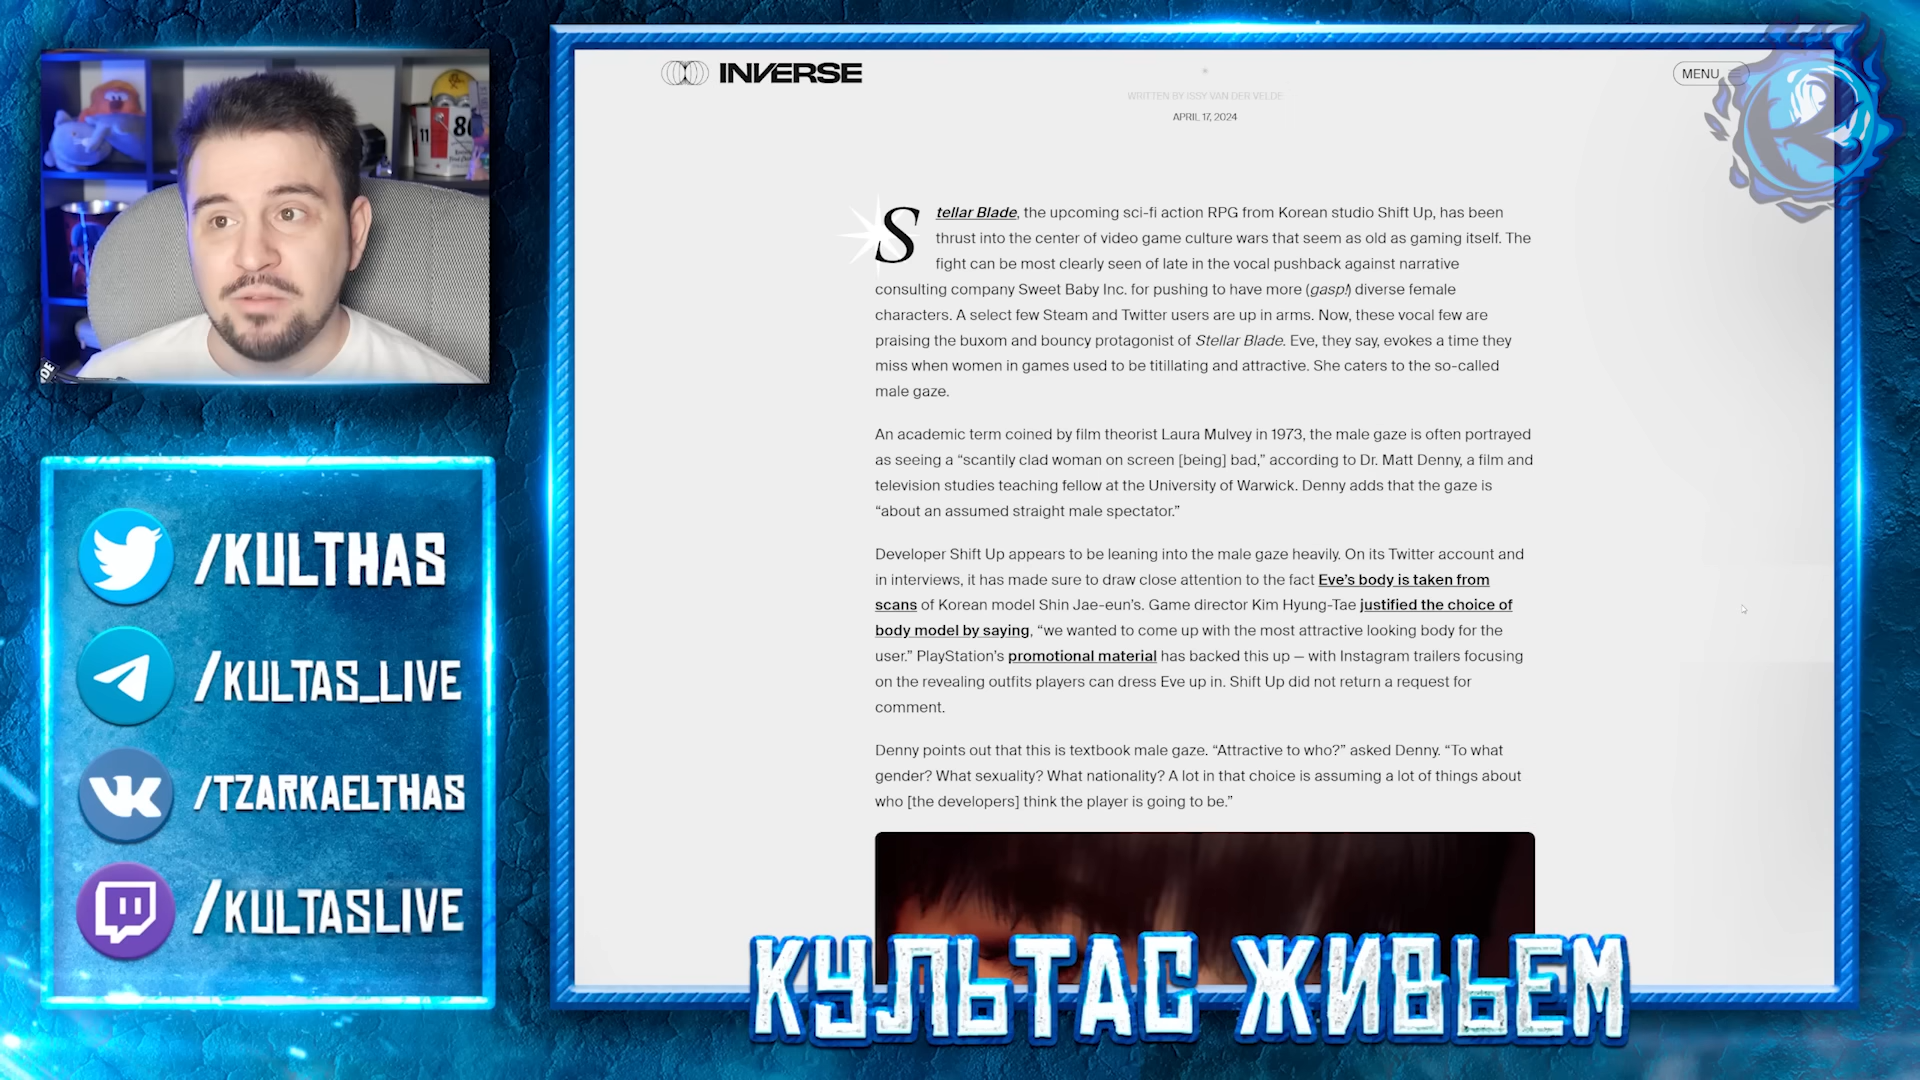 INVERSE
MENU
WRITTEN BY ISSY VAN DER VELDE
APRIL 17, 2024
Stellar Blade, the upcoming sci-fi action RPG from Korean studio Shift Up, has been
thrust into the center of video game culture wars that seem as old as gaming itself. The
fight can be most clearly seen of late in the vocal pushback against narrative
consulting company Sweet Baby Inc. for pushing to have more (gasp!) diverse female
characters. A select few Steam and Twitter users are up in arms. Now, these vocal few are
praising the buxom and bouncy protagonist of Stellar Blade. Eve, they say, evokes a time they
miss when women in games used to be titillating and attractive. She caters to the so-called
male gaze.
An academic term coined by film theorist Laura Mulvey in 1973, the male gaze is often portrayed
as seeing a “scantily clad woman on screen [being] bad,” according to Dr. Matt Denny, a film and
television studies teaching fellow at the University of Warwick. Denny adds that the gaze is
“about an assumed straight male spectator.”
Developer Shift Up appears to be leaning into the male gaze heavily. On its Twitter account and
in interviews, it has made sure to draw close attention to the fact Eve’s body is taken from
scans of Korean model Shin Jae-eun’s. Game director Kim Hyung-Tae justified the choice of
body model by saying, “we wanted to come up with the most attractive looking body for the
user.” PlayStation’s promotional material has backed this up — with Instagram trailers focusing
on the revealing outfits players can dress Eve up in. Shift Up did not return a request for
comment.
Denny points out that this is textbook male gaze. “Attractive to who?” asked Denny. “To what
gender? What sexuality? What nationality? A lot in that choice is assuming a lot of things about
who [the developers] think the player is going to be.”
/KULTHAS
/KULTAS_LIVE
/TZARKAELTHAS
/KULTASLIVE
КУЛЬТАС ЖИВЬЕМ
11
80